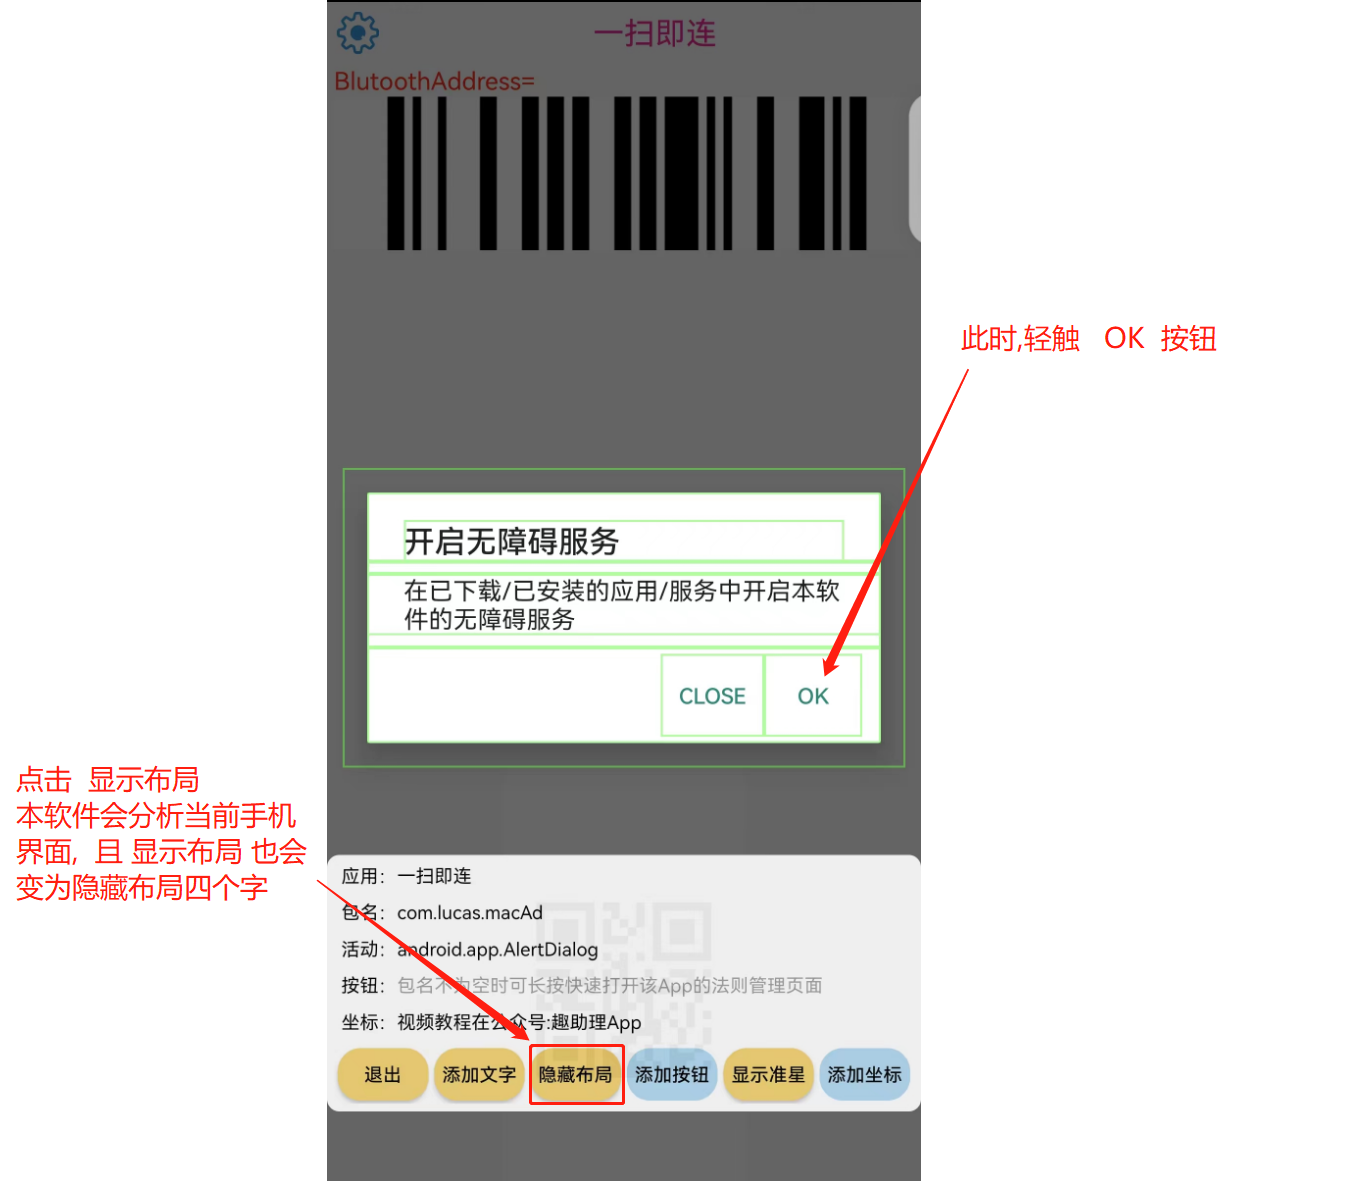 一扫即连
BlutoothAddress=
此时,轻触 OK 按钮
开启无障碍服务
在已下载/已安装的应用/服务中开启本软
件的无障碍服务
CLOSE OK
点击 显示布局
本软件会分析当前手机
界面, 且 显示布局 也会
变为隐藏布局四个字
应用: 一扫即连
包名: com.lucas.macAd
活动: android.app.AlertDialog
按钮: 包名不为空时可长按快速打开该App的法则管理页面
坐标: 视频教程在公众号:趣助理App
退出 添加文字 隐藏布局 添加按钮 显示准星 添加坐标